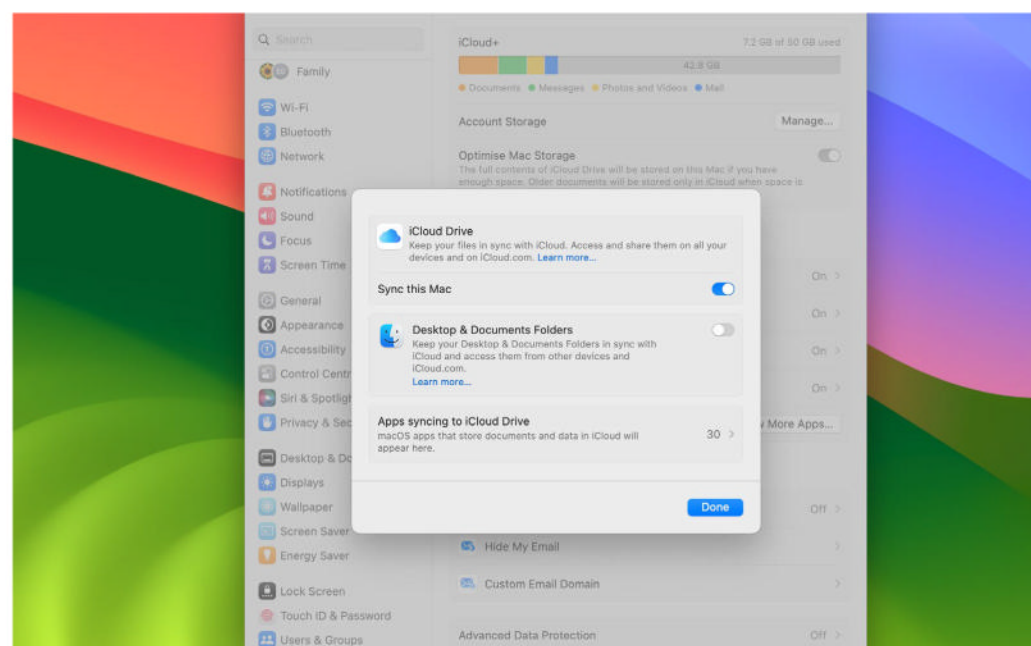 Search
Family
Wi-Fi
Bluetooth
Network
Notifications
Sound
Focus
Screen Time
General
Appearance
Accessibility
Control Centr
Siri & Spotlig
Privacy & Sec
Desktop & Do
Displays
Wallpaper
Screen Saver
Energy Saver
Lock Screen
Touch ID & Password
Users & Groups
iCloud+ 7.2 GB of 50 GB used
42.8 GB
Documents Messages Photos and Videos Mail
Account Storage Manage...
Optimise Mac Storage
The full contents of iCloud Drive will be stored on this Mac if you have
enough space. Older documents will be stored only in iCloud when space is
On
On
On
On
w More Apps...
Off
Hide My Email
Custom Email Domain
Advanced Data Protection Off
iCloud Drive
Keep your files in sync with iCloud. Access and share them on all your
devices and on iCloud.com. Learn more...
Sync this Mac
Desktop & Documents Folders
Keep your Desktop & Documents Folders in sync with
iCloud and access them from other devices and
iCloud.com.
Learn more...
Apps syncing to iCloud Drive
macOS apps that store documents and data in iCloud will
appear here.
30
Done